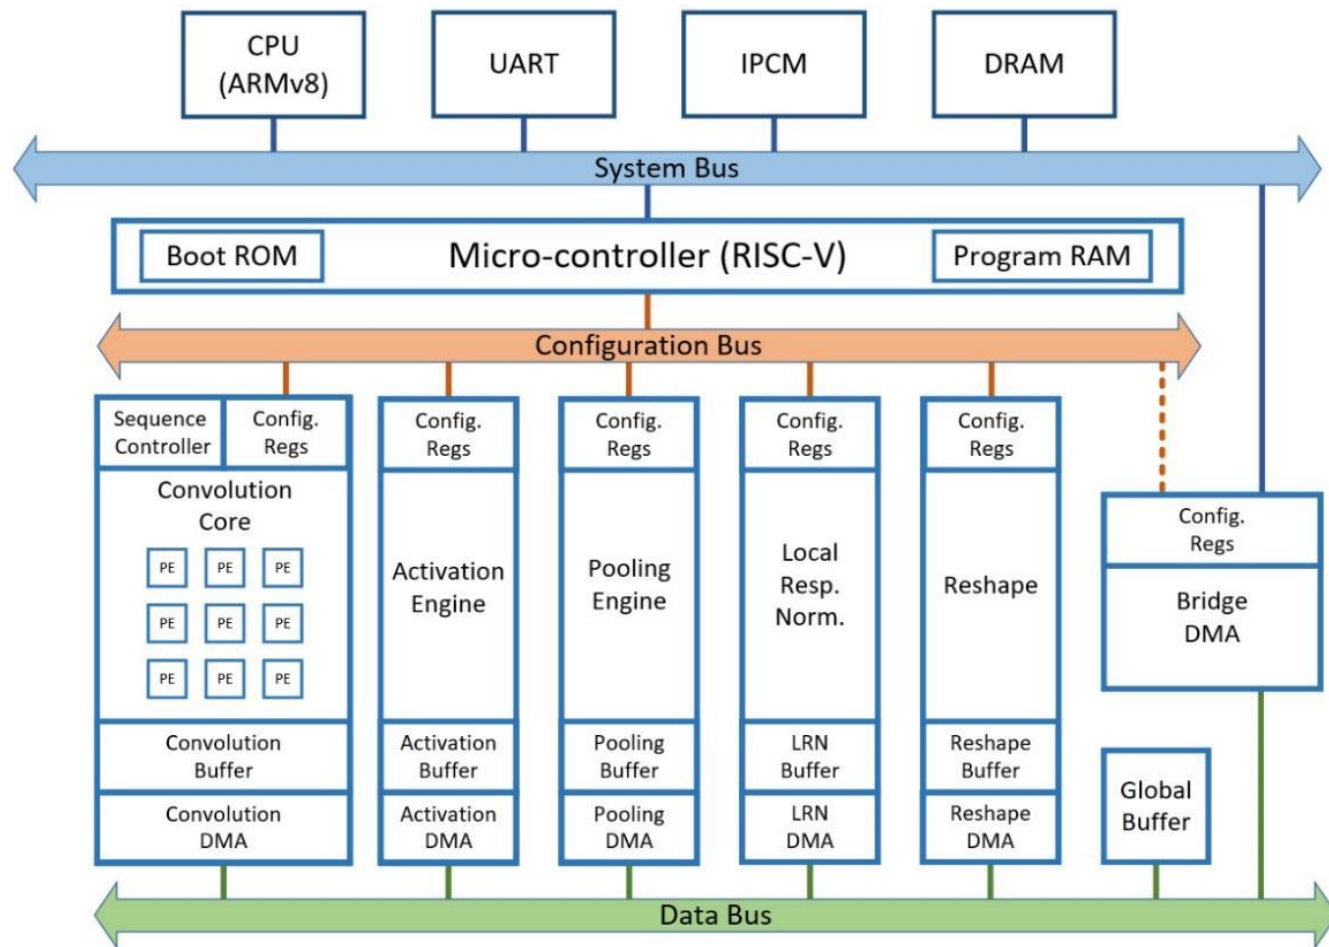 CPU
(ARMv8)
UART
IPCM
DRAM
System Bus
Boot ROM
Micro-controller (RISC-V)
Program RAM
Configuration Bus
Sequence
Controller
Config.
Regs
Convolution
Core
PE PE PE
PE PE PE
PE PE PE
Convolution
Buffer
Convolution
DMA
Config.
Regs
Activation
Engine
Activation
Buffer
Activation
DMA
Config.
Regs
Pooling
Engine
Pooling
Buffer
Pooling
DMA
Config.
Regs
Local
Resp.
Norm.
LRN
Buffer
LRN
DMA
Config.
Regs
Reshape
Reshape
Buffer
Reshape
DMA
Config.
Regs
Bridge
DMA
Global
Buffer
Data Bus